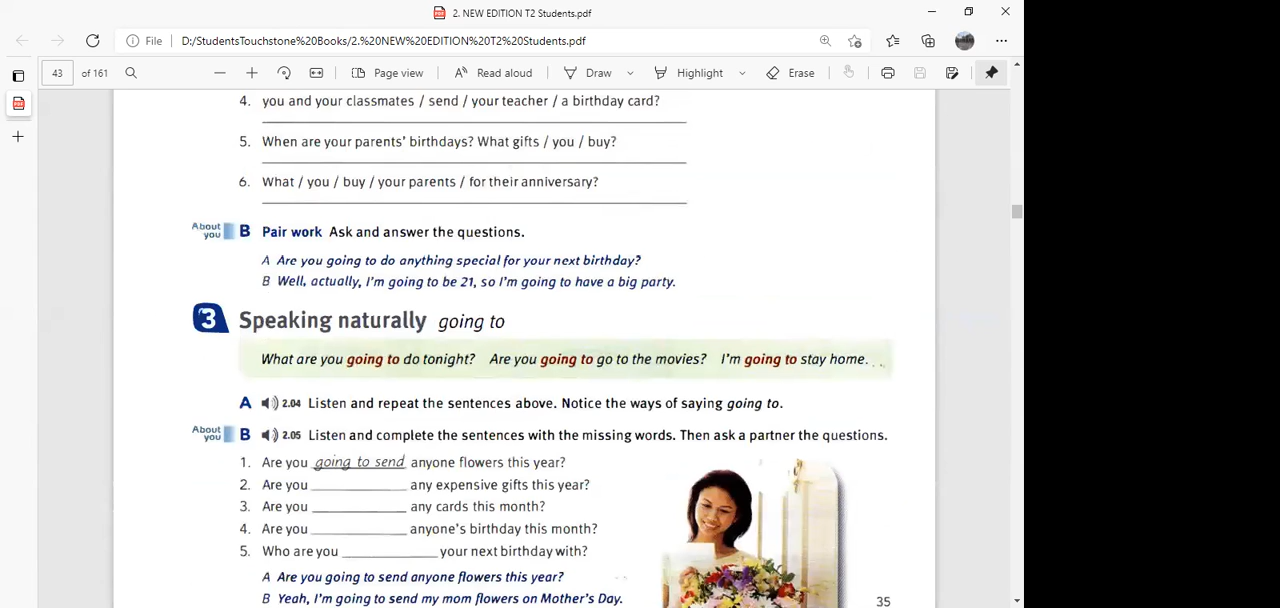 2. NEW EDITION T2 Students.pdf
File D:/StudentsTouchstone%20Books/2.%20NEW%20EDITION%20T2%20Students.pdf
43 of 161 Page view Read aloud Draw Highlight Erase
4. you and your classmates / send / your teacher / a birthday card?
5. When are your parents' birthdays? What gifts / you / buy?
6. What / you / buy / your parents / for their anniversary?
About you B Pair work Ask and answer the questions.
A Are you going to do anything special for your next birthday?
B Well, actually, I'm going to be 21, so I'm going to have a big party.
3 Speaking naturally going to
What are you going to do tonight? Are you going to go to the movies? I'm going to stay home.
A 2.04 Listen and repeat the sentences above. Notice the ways of saying going to.
About you B 2.05 Listen and complete the sentences with the missing words. Then ask a partner the questions.
1. Are you going to send anyone flowers this year?
2. Are you __________ any expensive gifts this year?
3. Are you __________ any cards this month?
4. Are you __________ anyone's birthday this month?
5. Who are you __________ your next birthday with?
A Are you going to send anyone flowers this year?
B Yeah, I'm going to send my mom flowers on Mother's Day.
35